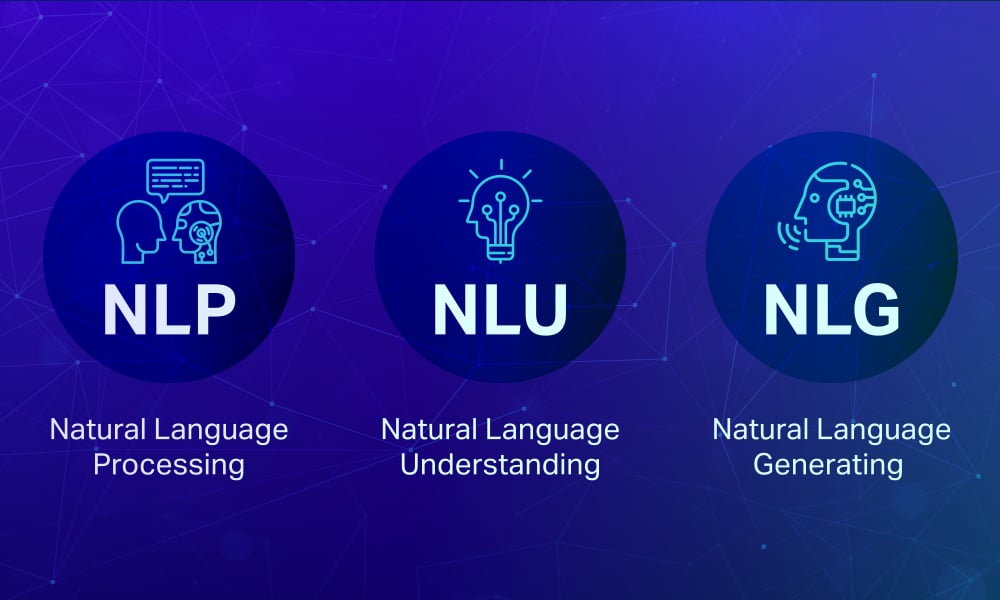 NLP
Natural Language
Processing
NLU
Natural Language
Understanding
NLG
Natural Language
Generating